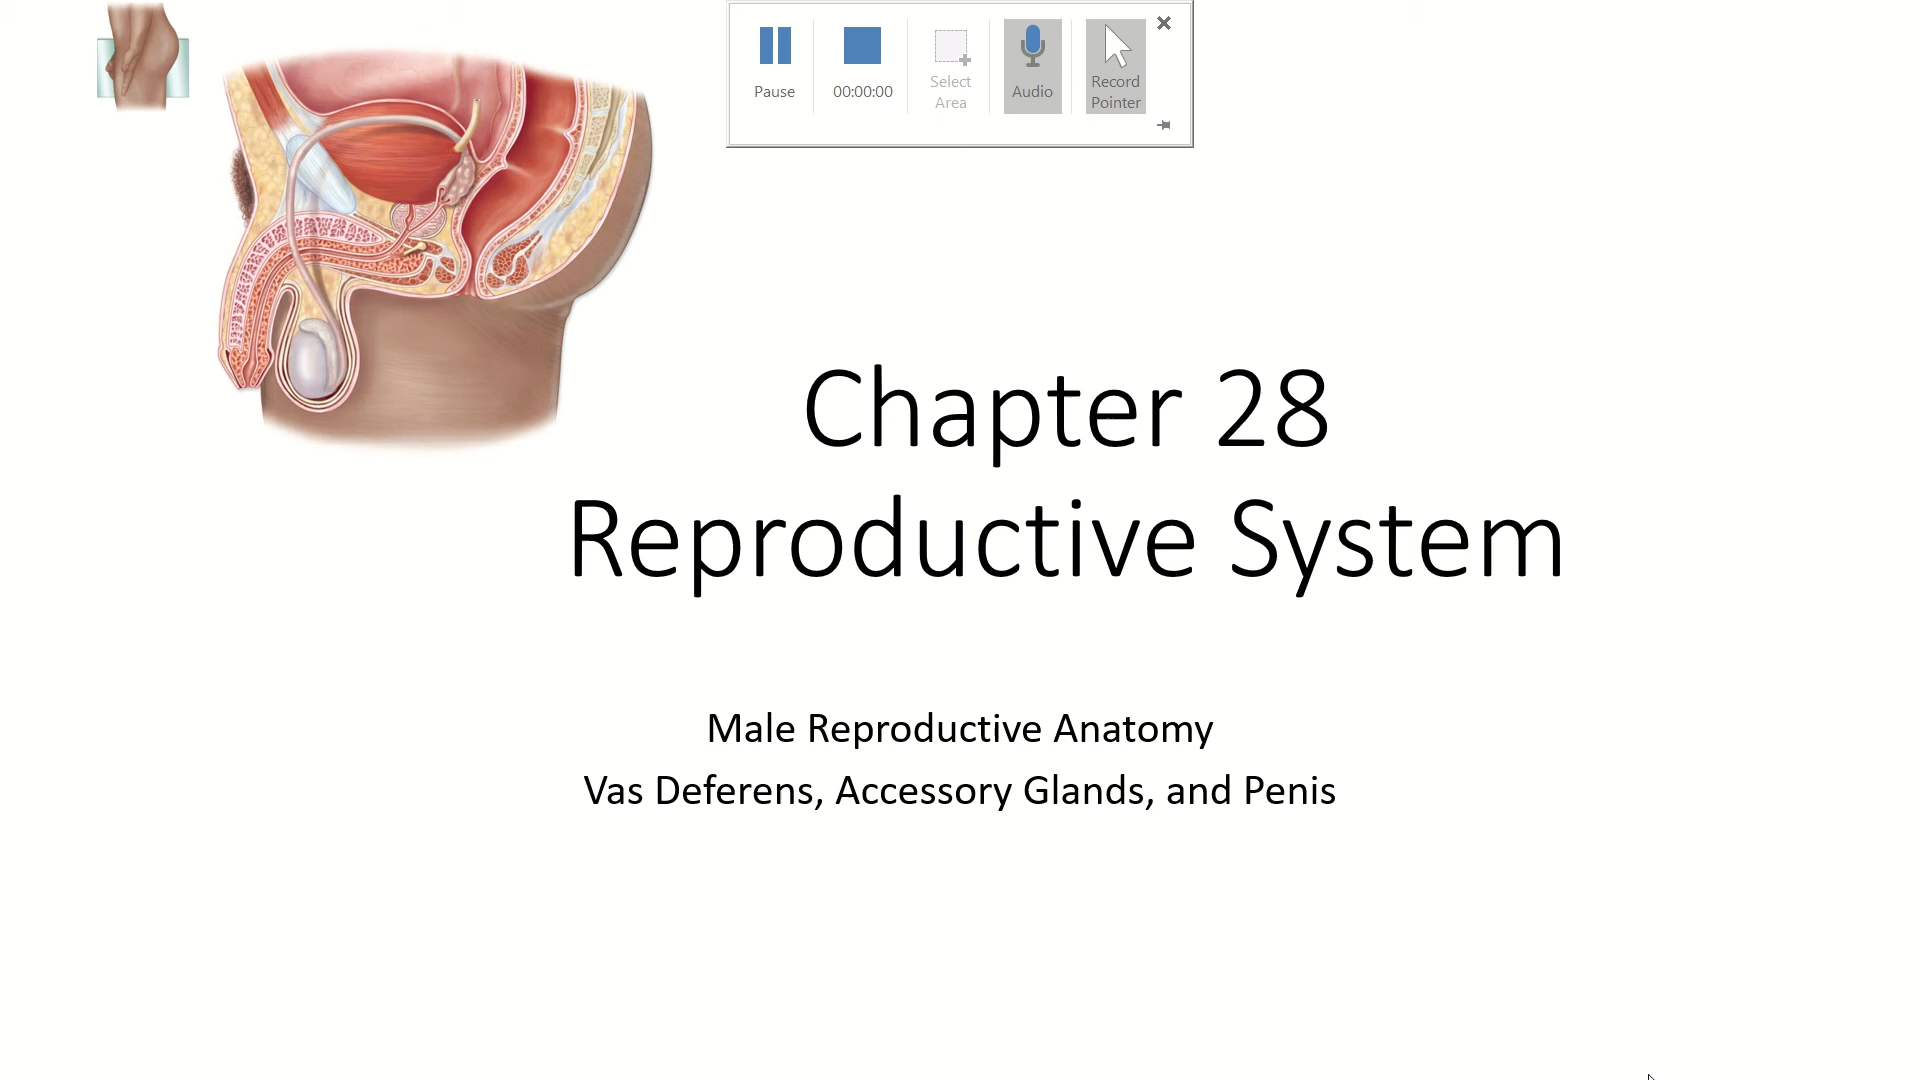 Pause
00:00:00
Select
Area
Audio
Record
Pointer
Chapter 28
Reproductive System
Male Reproductive Anatomy
Vas Deferens, Accessory Glands, and Penis